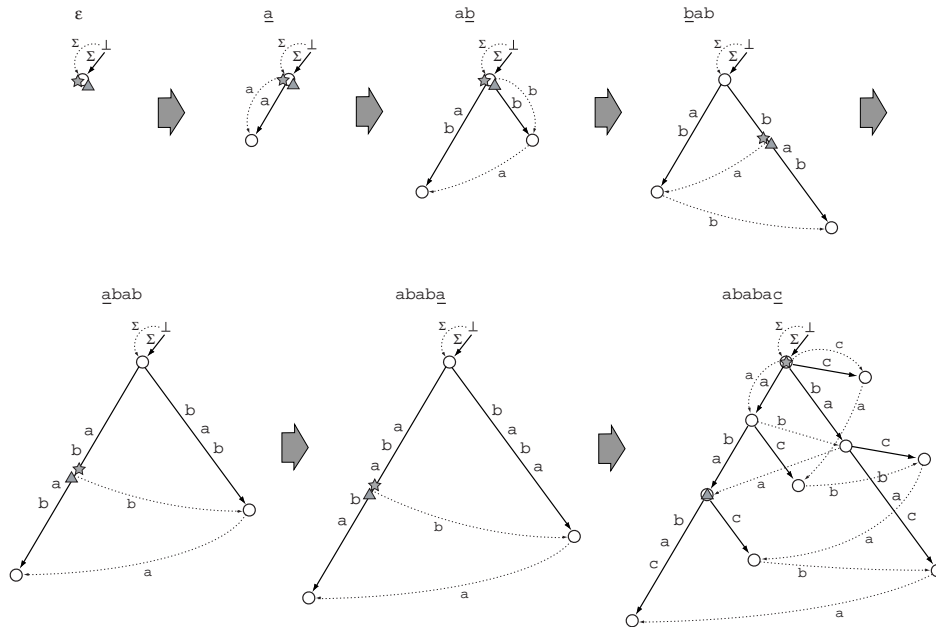 ε
Σ ⊥
Σ
a
Σ ⊥
Σ
a a
ab
Σ ⊥
Σ
a b b
b
a
bab
Σ ⊥
Σ
a b
b a
a b
b
abab
Σ ⊥
Σ
b
a a
b b
a
b b
a
ababa
Σ ⊥
Σ
b
a a
b b
a a
b b
a
a
ababac
Σ ⊥ c
Σ c
a a b
a a
b c
b c b
a a b
a
b c a c
a
c b
a